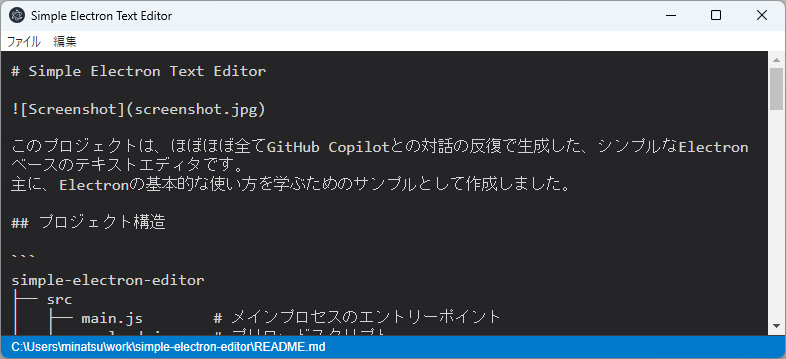 Simple Electron Text Editor
ファイル 編集
# Simple Electron Text Editor
![Screenshot](screenshot.jpg)
このプロジェクトは、ほぼほぼ全てGitHub Copilotとの対話の反復で生成した、シンプルなElectron
ベースのテキストエディタです。
主に、Electronの基本的な使い方を学ぶためのサンプルとして作成しました。
## プロジェクト構造
```
simple-electron-editor
├── src
│   ├── main.js          # メインプロセスのエントリーポイント
C:\Users\minatsu\work\simple-electron-editor\README.md